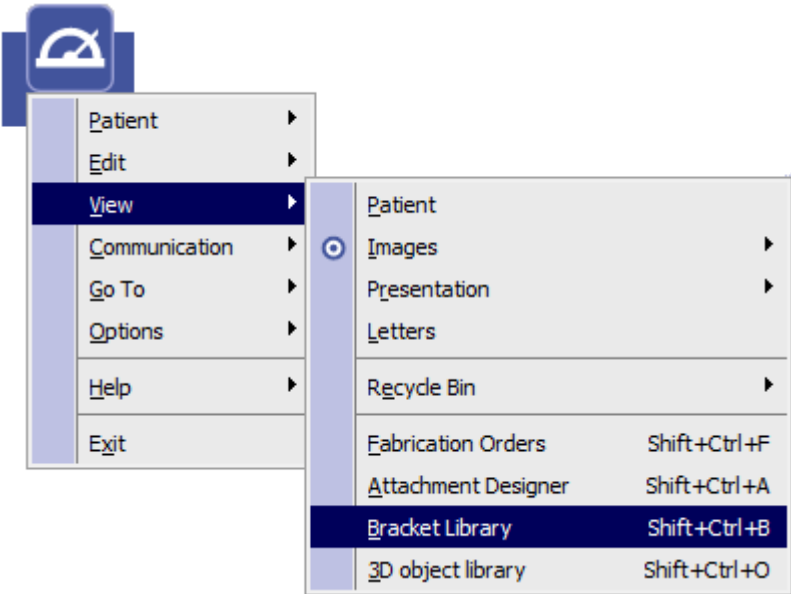 Patient
Edit
View
Communication
Go To
Options
Help
Exit
Patient
Images
Presentation
Letters
Recycle Bin
Fabrication Orders Shift+Ctrl+F
Attachment Designer Shift+Ctrl+A
Bracket Library Shift+Ctrl+B
3D object library Shift+Ctrl+O